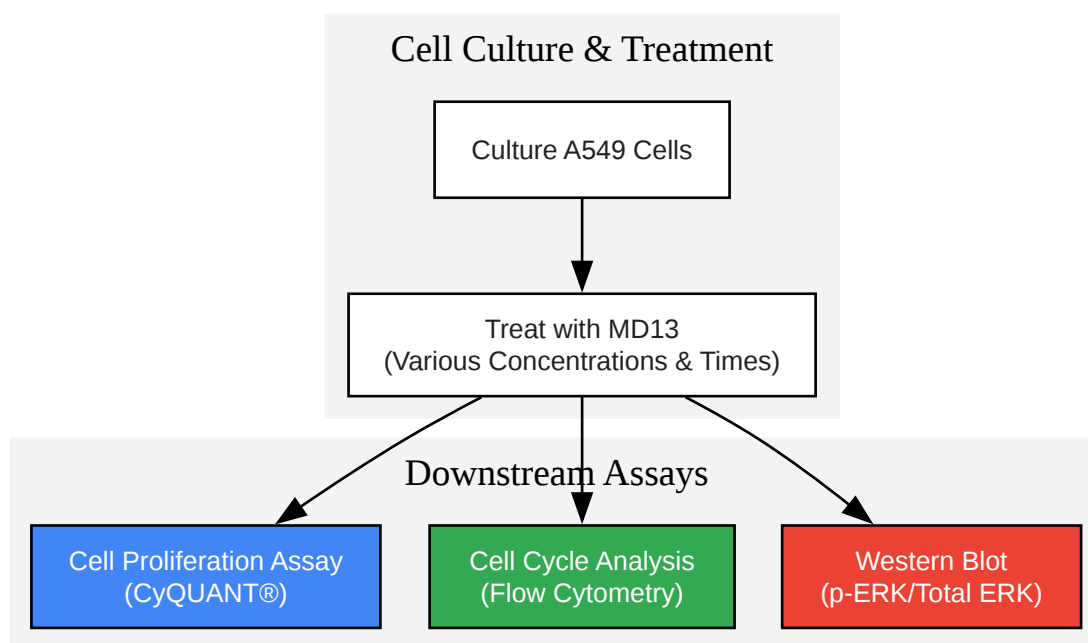 Cell Culture & Treatment
Culture A549 Cells
Treat with MD13
(Various Concentrations & Times)
Downstream Assays
Cell Proliferation Assay
(CyQUANT®)
Cell Cycle Analysis
(Flow Cytometry)
Western Blot
(p-ERK/Total ERK)